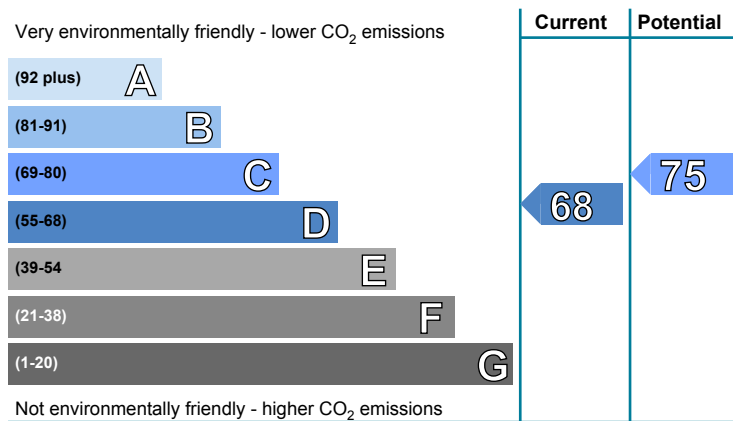 Very environmentally friendly - lower CO2 emissions
Current
Potential
(92 plus) A
(81-91) B
(69-80) C
75
(55-68) D
68
(39-54 E
(21-38) F
(1-20) G
Not environmentally friendly - higher CO2 emissions